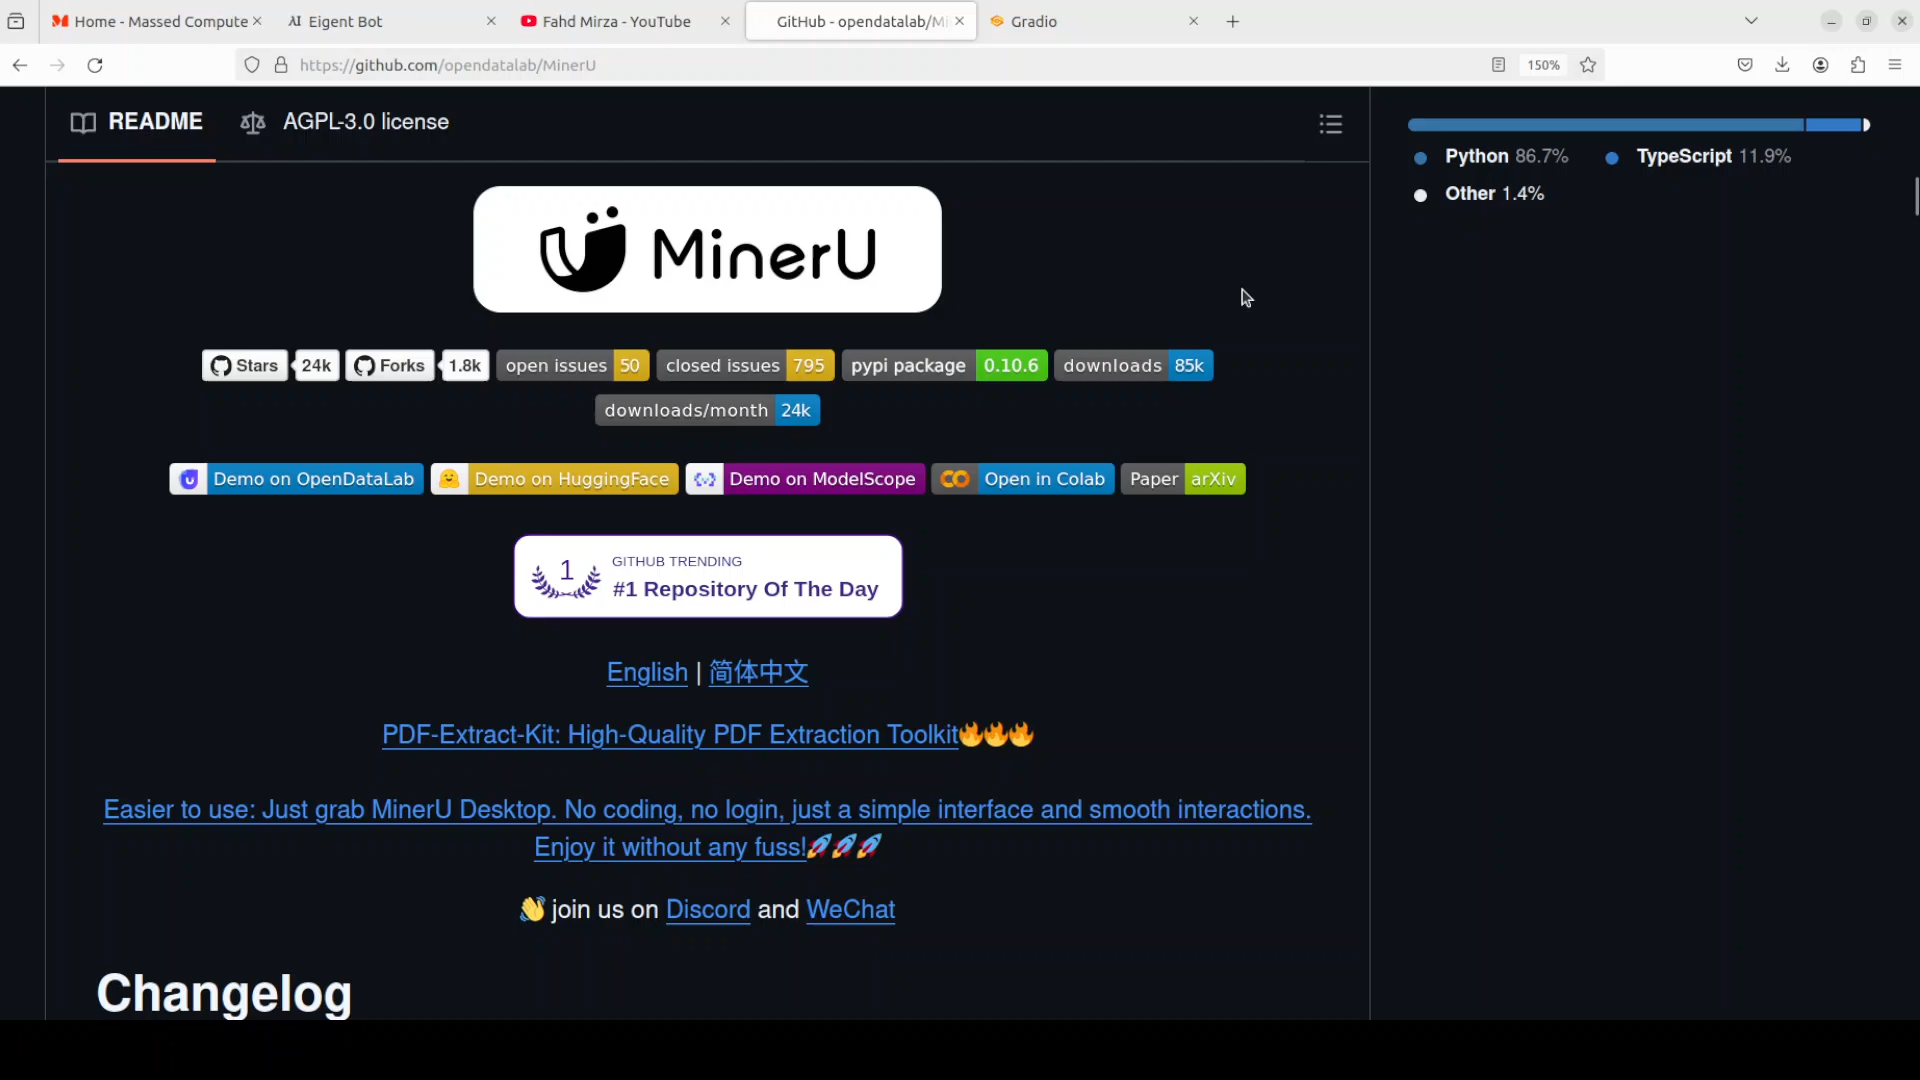 Home - Massed Compute
Eigent Bot
Fahd Mirza - YouTube
GitHub - opendatalab/Mi
Gradio
https://github.com/opendatalab/MinerU
150%
README
AGPL-3.0 license
Python 86.7%
TypeScript 11.9%
Other 1.4%
MinerU
Stars 24k Forks 1.8k open issues 50 closed issues 795 pypi package 0.10.6 downloads 85k
downloads/month 24k
Demo on OpenDataLab Demo on HuggingFace Demo on ModelScope Open in Colab Paper arXiv
1
GITHUB TRENDING
#1 Repository Of The Day
English | 简体中文
PDF-Extract-Kit: High-Quality PDF Extraction Toolkit🔥🔥🔥
Easier to use: Just grab MinerU Desktop. No coding, no login, just a simple interface and smooth interactions.
Enjoy it without any fuss!🚀🚀🚀
👋 join us on Discord and WeChat
Changelog